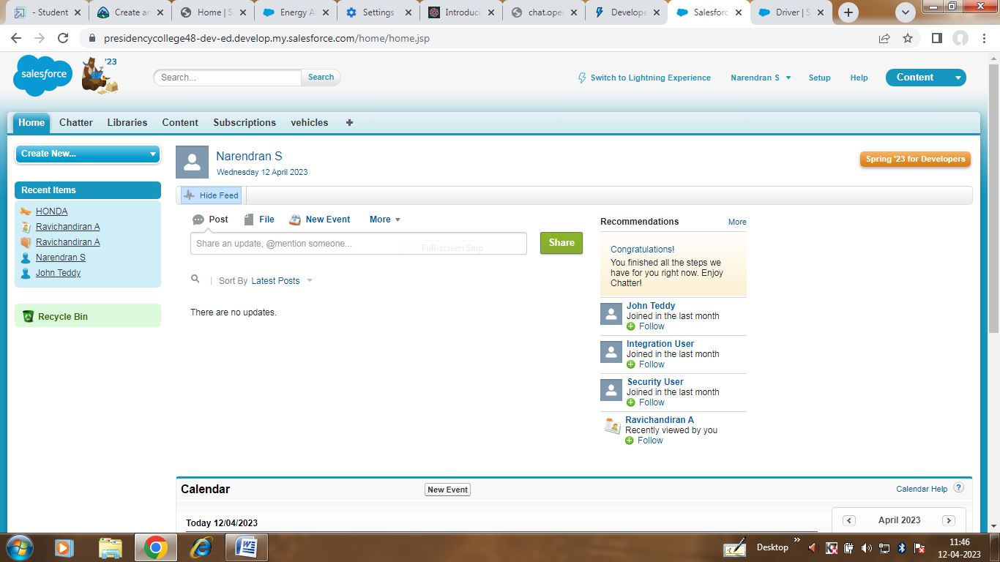 - Student
Create an
Home | S
Energy A
Settings -
Introduci
chat.open
Develope
Salesforc
Driver | S
presidencycollege48-dev-ed.develop.my.salesforce.com/home/home.jsp
salesforce
'23
Search...
Search
Switch to Lightning Experience
Narendran S
Setup
Help
Content
Home
Chatter
Libraries
Content
Subscriptions
vehicles
Create New...
Recent Items
HONDA
Ravichandiran A
Ravichandiran A
Narendran S
John Teddy
Recycle Bin
Narendran S
Wednesday 12 April 2023
Spring '23 for Developers
Hide Feed
Post
File
New Event
More
Share an update, @mention someone...
Full-screen Snip
Share
Sort By Latest Posts
There are no updates.
Recommendations
More
Congratulations!
You finished all the steps we
have for you right now. Enjoy
Chatter!
John Teddy
Joined in the last month
Follow
Integration User
Joined in the last month
Follow
Security User
Joined in the last month
Follow
Ravichandiran A
Recently viewed by you
Follow
Calendar
New Event
Calendar Help ?
Today 12/04/2023
April 2023
Desktop
11:46
12-04-2023